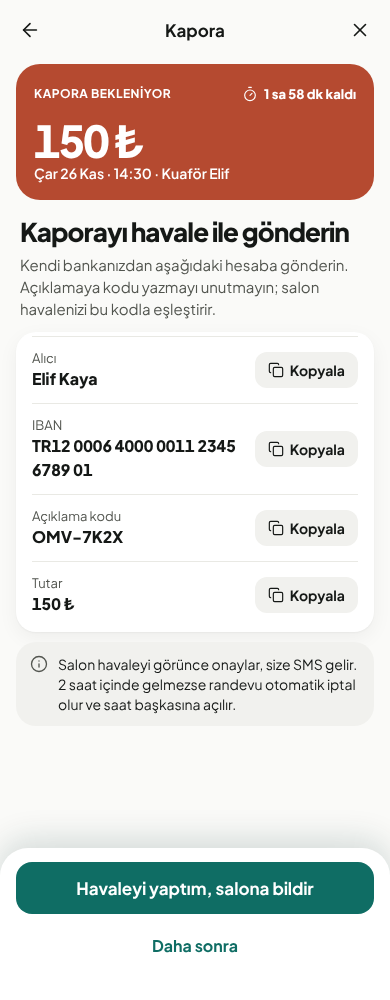 Kapora
KAPORA BEKLENİYOR
1 sa 58 dk kaldı
150 ₺
Çar 26 Kas · 14:30 · Kuaför Elif
Kaporayı havale ile gönderin
Kendi bankanızdan aşağıdaki hesaba gönderin.
Açıklamaya kodu yazmayı unutmayın; salon
havalenizi bu kodla eşleştirir.
Alıcı
Elif Kaya
Kopyala
IBAN
TR12 0006 4000 0011 2345
6789 01
Kopyala
Açıklama kodu
OMV-7K2X
Kopyala
Tutar
150 ₺
Kopyala
Salon havaleyi görünce onaylar, size SMS gelir.
2 saat içinde gelmezse randevu otomatik iptal
olur ve saat başkasına açılır.
Havaleyi yaptım, salona bildir
Daha sonra